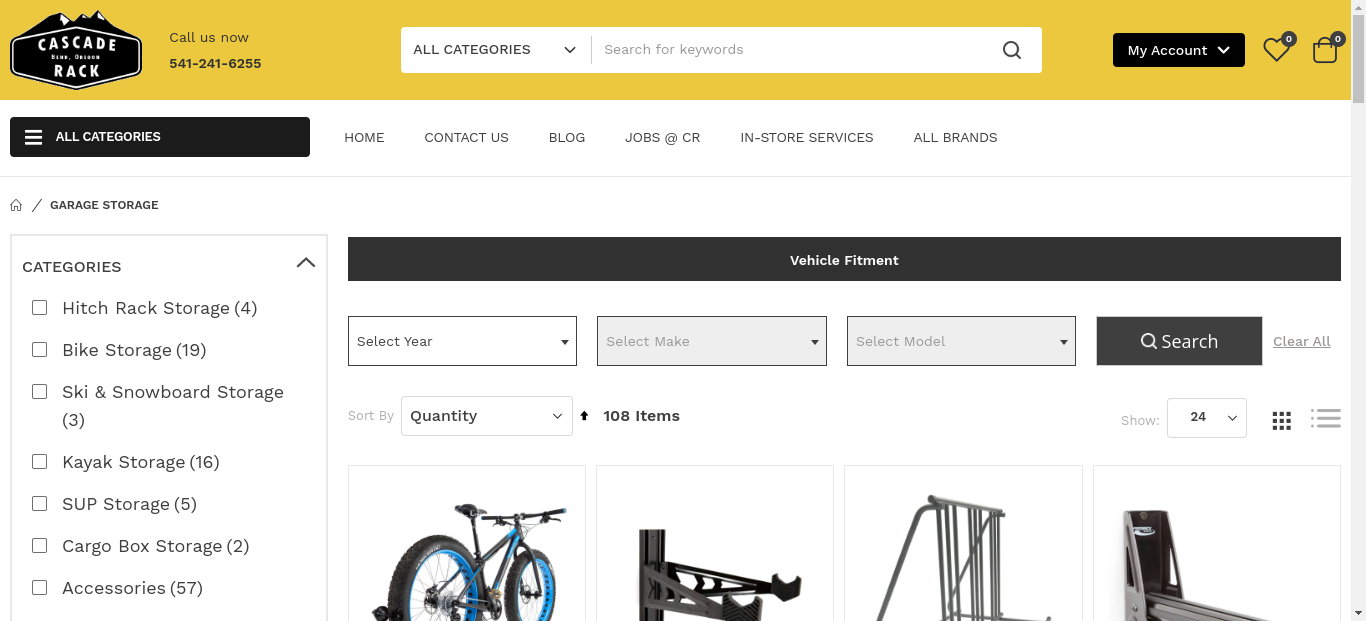 CASCADE
Bend, Oregon
RACK
Call us now
541-241-6255
ALL CATEGORIES
Search for keywords
My Account
0
0
ALL CATEGORIES
HOME
CONTACT US
BLOG
JOBS @ CR
IN-STORE SERVICES
ALL BRANDS
/ GARAGE STORAGE
CATEGORIES
Hitch Rack Storage (4)
Bike Storage (19)
Ski & Snowboard Storage
(3)
Kayak Storage (16)
SUP Storage (5)
Cargo Box Storage (2)
Accessories (57)
Vehicle Fitment
Select Year
Select Make
Select Model
Search
Clear All
Sort By
Quantity
108 Items
Show:
24